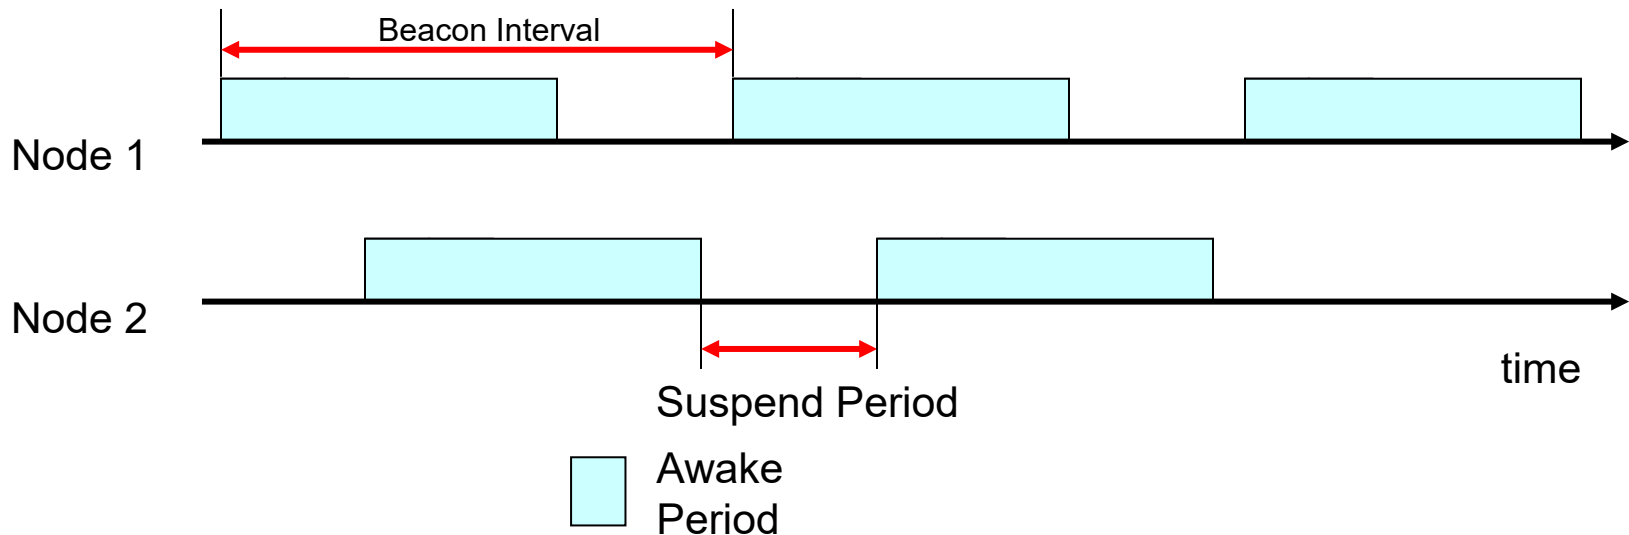 Beacon Interval
Node 1
Node 2
time
Suspend Period
Awake
Period